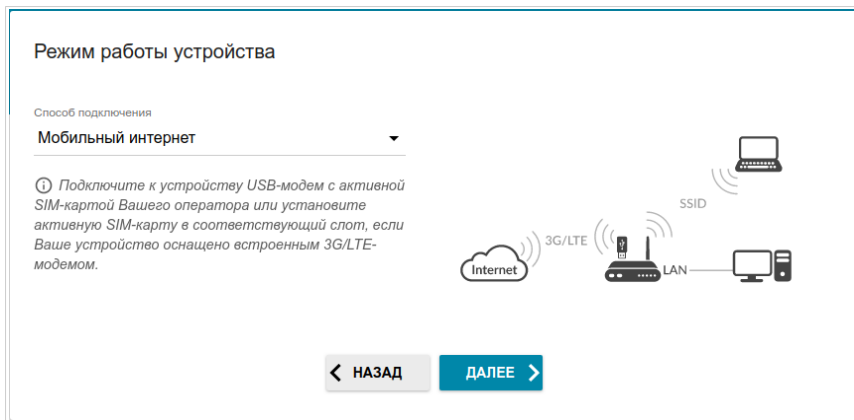 Режим работы устройства
Способ подключения
Мобильный интернет
Подключите к устройству USB-модем с активной
SIM-картой Вашего оператора или установите
активную SIM-карту в соответствующий слот, если
Ваше устройство оснащено встроенным 3G/LTE-
модемом.
SSID
3G/LTE
Internet
LAN
НАЗАД
ДАЛЕЕ